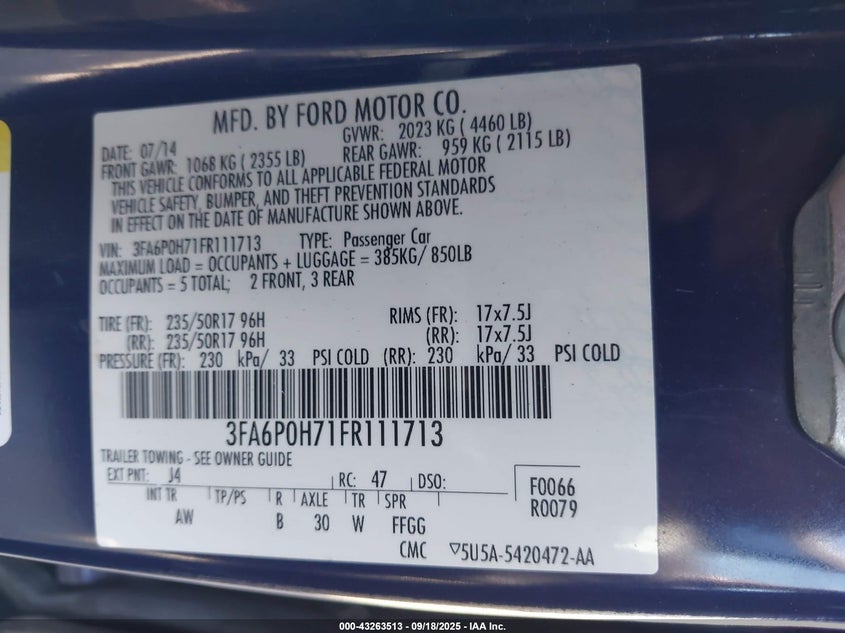 MFD. BY FORD MOTOR CO.
DATE: 07/14 GVWR: 2023 KG ( 4460 LB)
FRONT GAWR: 1068 KG ( 2355 LB) REAR GAWR: 959 KG ( 2115 LB)
THIS VEHICLE CONFORMS TO ALL APPLICABLE FEDERAL MOTOR
VEHICLE SAFETY, BUMPER, AND THEFT PREVENTION STANDARDS
IN EFFECT ON THE DATE OF MANUFACTURE SHOWN ABOVE.
VIN: 3FA6P0H71FR111713 TYPE: Passenger Car
MAXIMUM LOAD = OCCUPANTS + LUGGAGE = 385KG/ 850LB
OCCUPANTS = 5 TOTAL; 2 FRONT, 3 REAR
TIRE (FR): 235/50R17 96H RIMS (FR): 17x7.5J
(RR): 235/50R17 96H (RR): 17x7.5J
PRESSURE (FR): 230 kPa/ 33 PSI COLD (RR): 230 kPa/ 33 PSI COLD
3FA6P0H71FR111713
TRAILER TOWING - SEE OWNER GUIDE
EXT PNT: J4 RC: 47 DSO: F0066
R0079
INT TR TP/PS R AXLE TR SPR
AW B 30 W FFGG
CMC ▽5U5A-5420472-AA
000-43263513 - 09/18/2025 - IAA Inc.